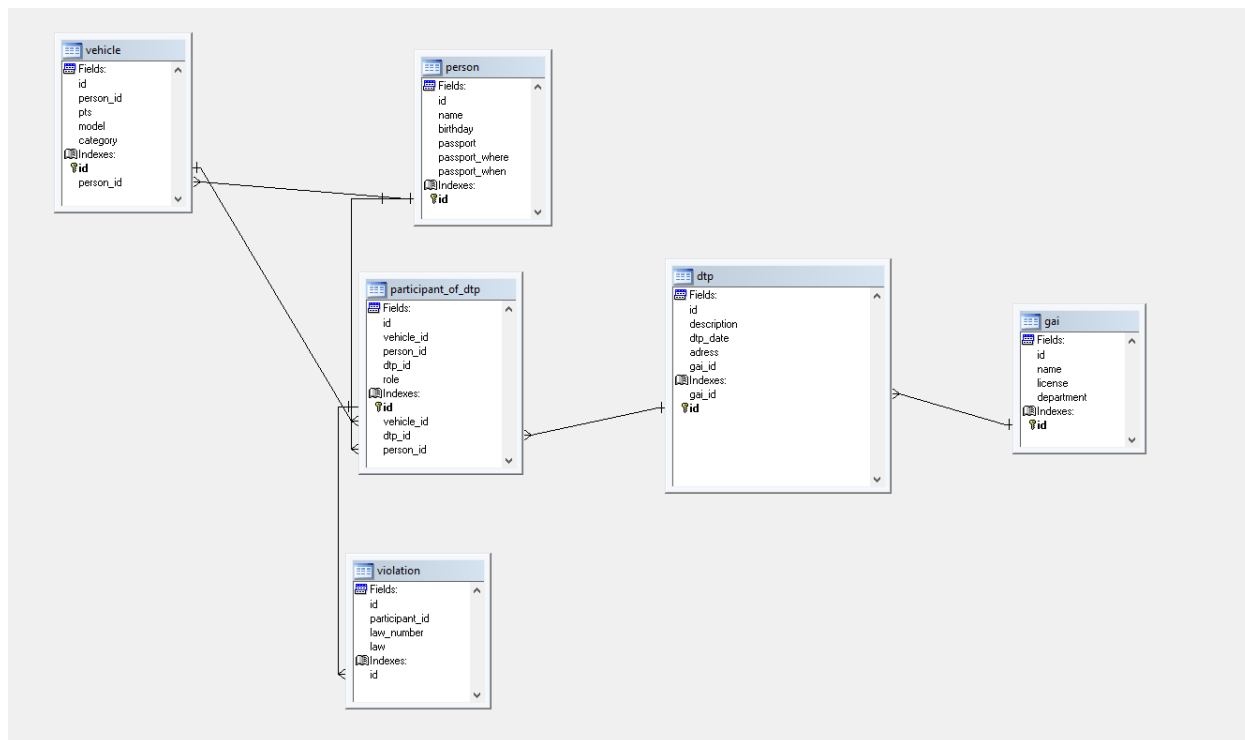 vehicle
Fields:
id
person_id
pts
model
category
Indexes:
id
person_id
person
Fields:
id
name
birthday
passport
passport_where
passport_when
Indexes:
id
participant_of_dtp
Fields:
id
vehicle_id
person_id
dtp_id
role
Indexes:
id
vehicle_id
dtp_id
person_id
dtp
Fields:
id
description
dtp_date
adress
gai_id
Indexes:
gai_id
id
gai
Fields:
id
name
license
department
Indexes:
id
violation
Fields:
id
participant_id
law_number
law
Indexes:
id